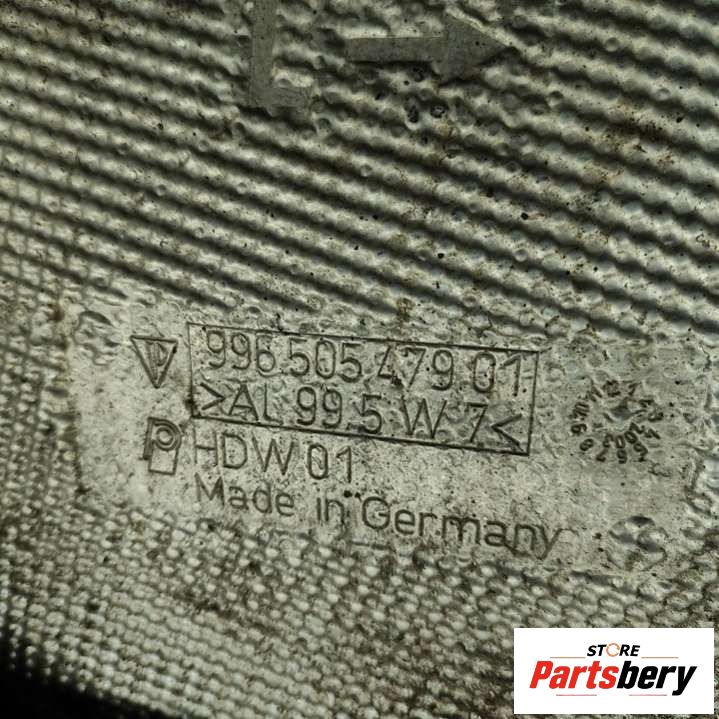 996 505 479 01
>AL 99 5 W 7<
HDW 01
Made in Germany
STORE
Partsbery